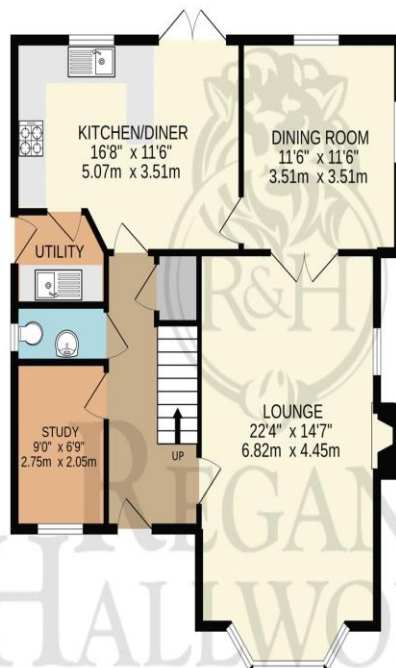 KITCHEN/DINER
16'8" x 11'6"
5.07m x 3.51m
DINING ROOM
11'6" x 11'6"
3.51m x 3.51m
UTILITY
R&H
STUDY
9'0" x 6'9"
2.75m x 2.05m
UP
LOUNGE
22'4" x 14'7"
6.82m x 4.45m
REGAN
HALLWO